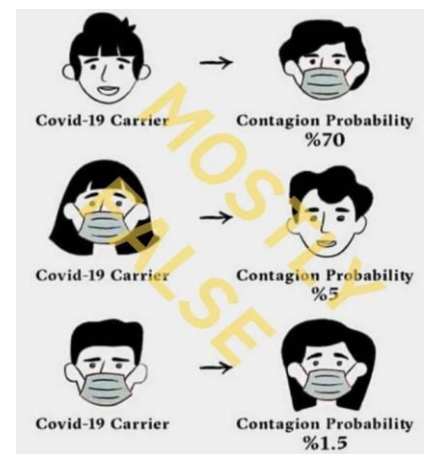 Covid-19 Carrier
Contagion Probability
%70
Covid-19 Carrier
Contagion Probability
%5
Covid-19 Carrier
Contagion Probability
%1.5
MOSTLY
FALSE